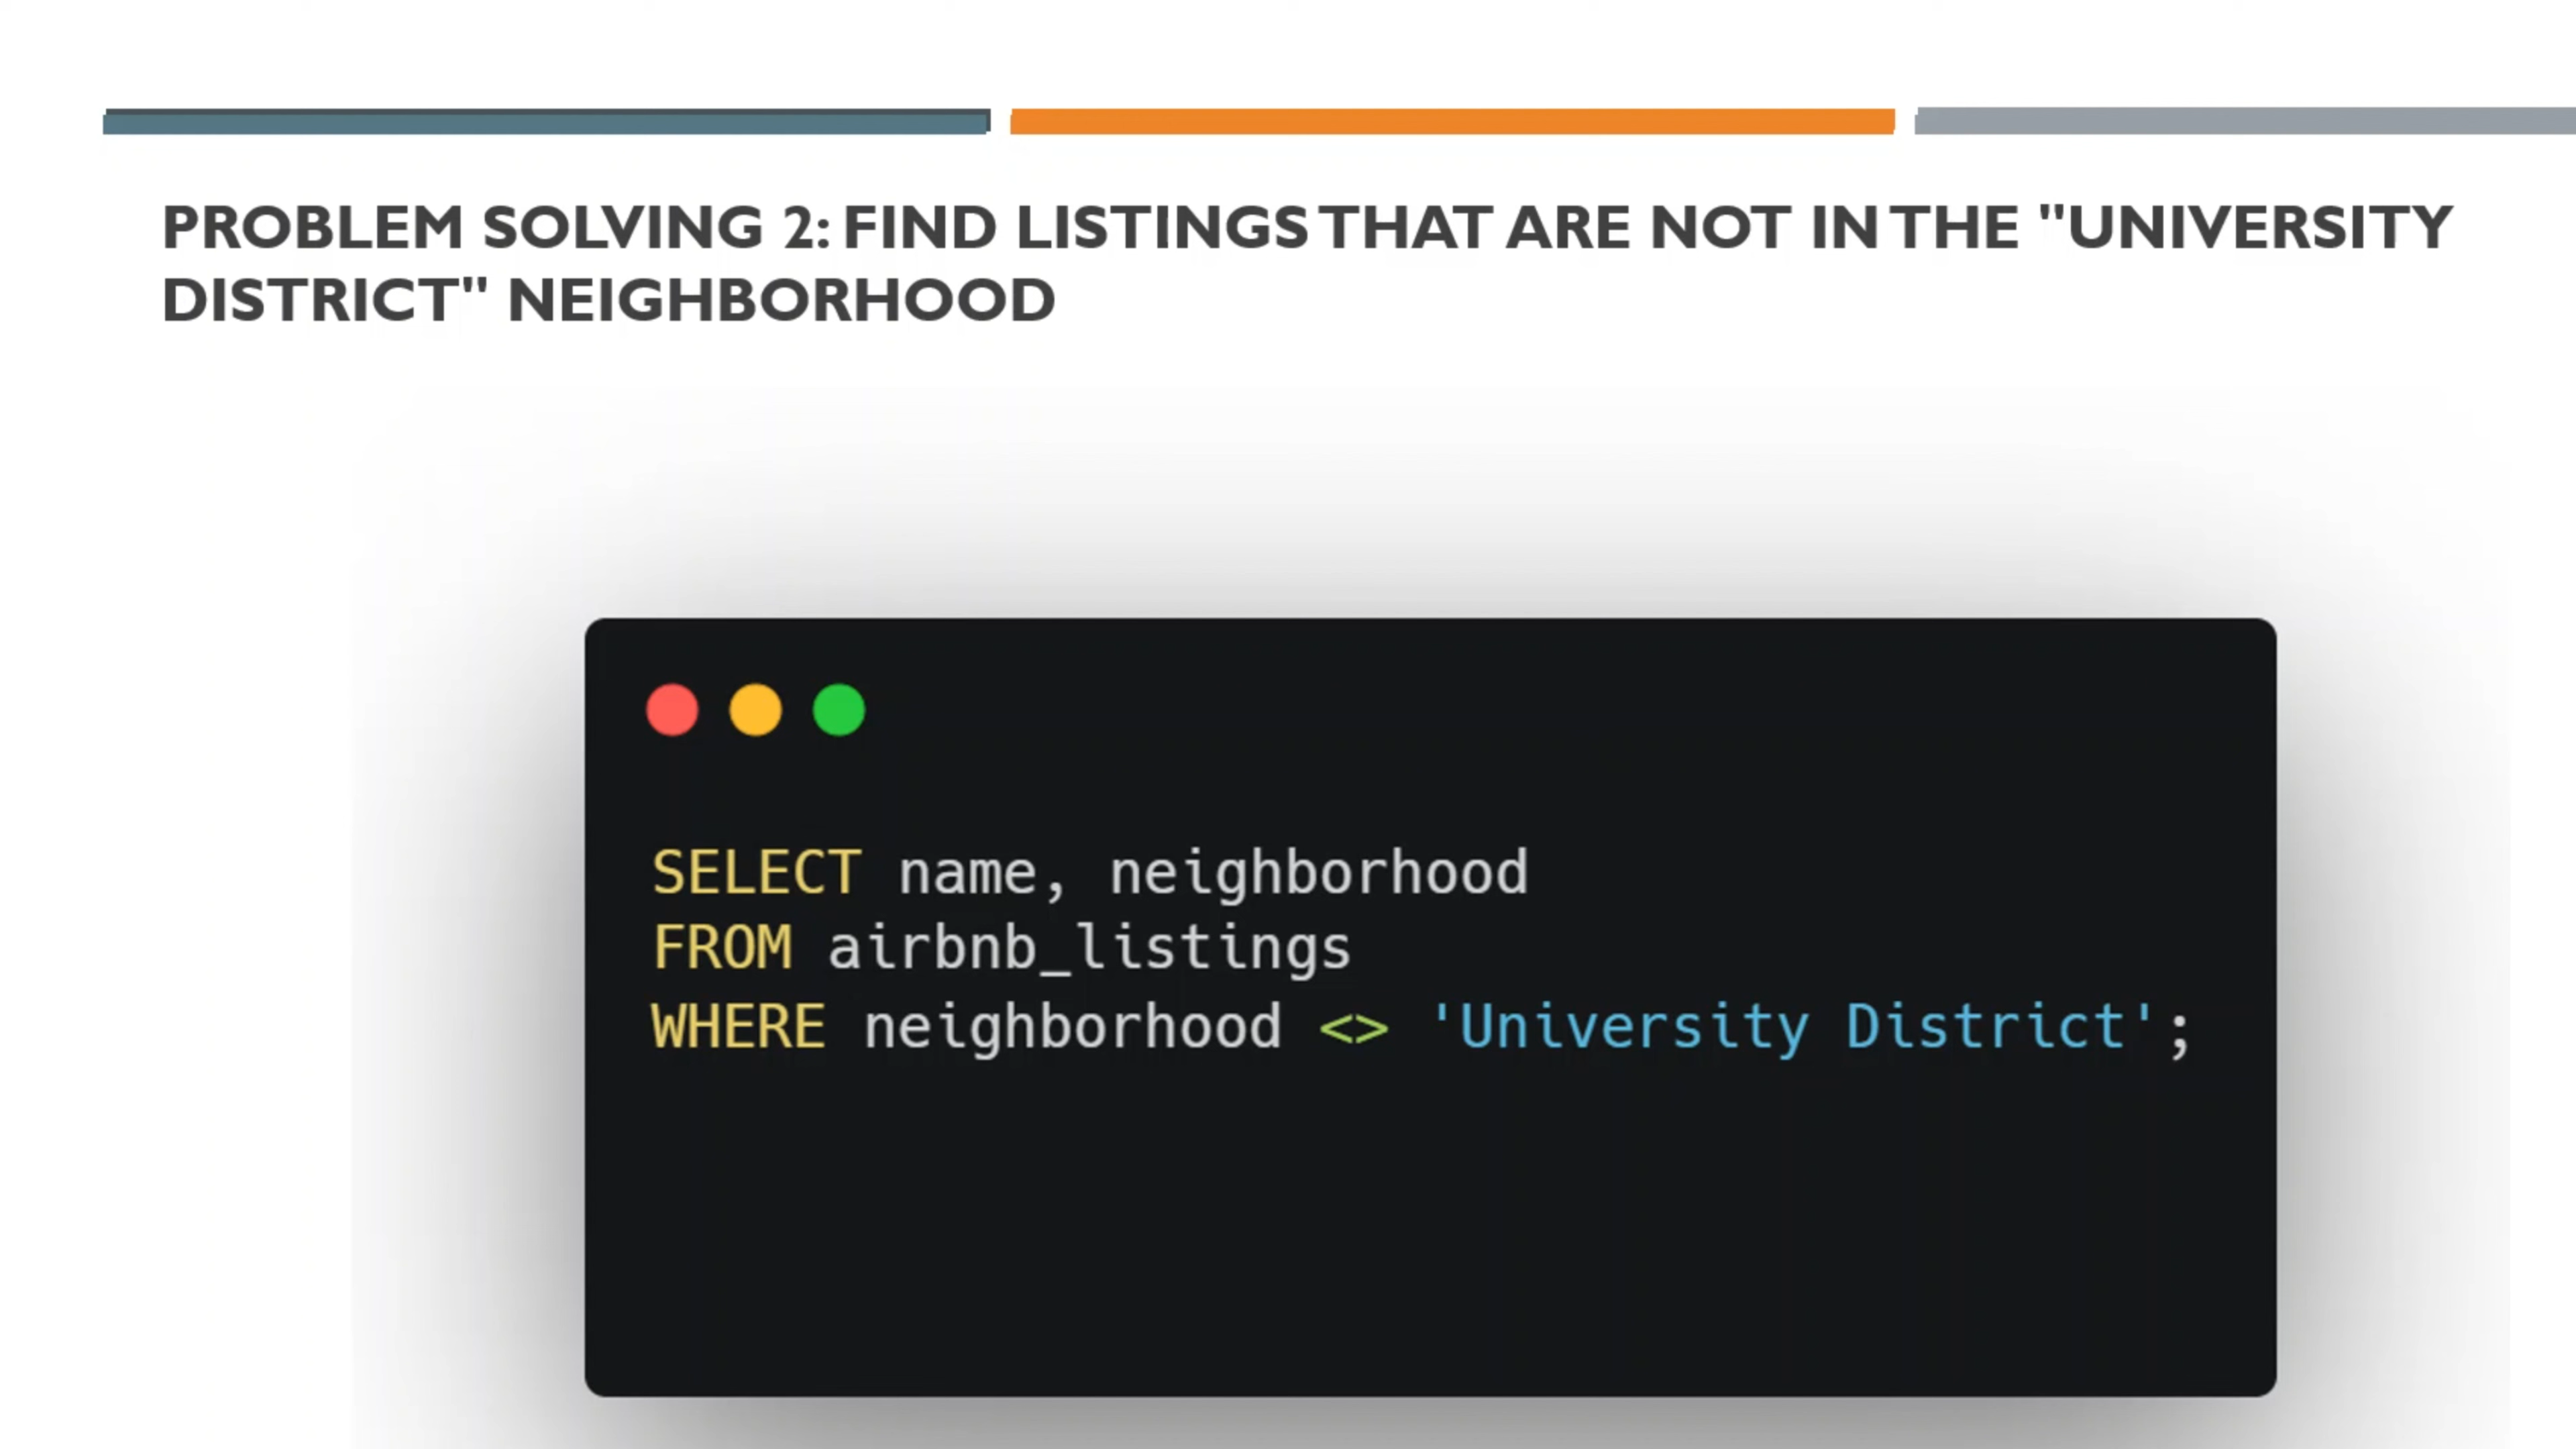 PROBLEM SOLVING 2: FIND LISTINGS THAT ARE NOT IN THE "UNIVERSITY
DISTRICT" NEIGHBORHOOD
SELECT name, neighborhood
FROM airbnb_listings
WHERE neighborhood <> 'University District';